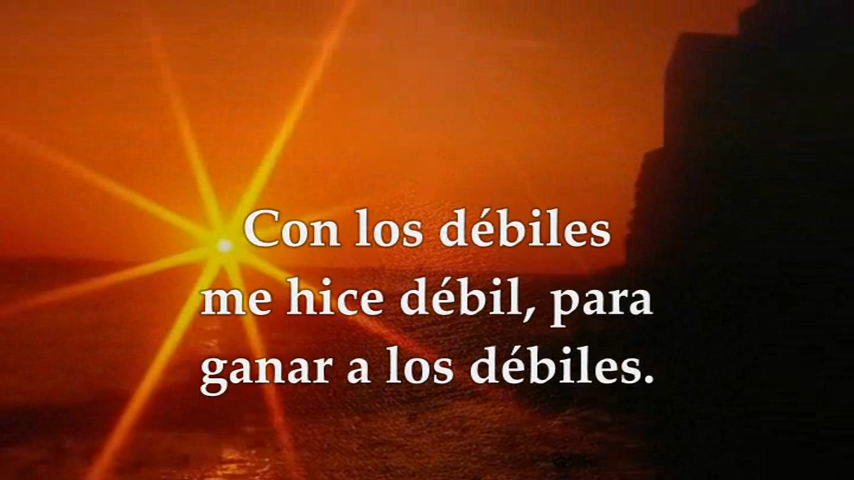 Con los débiles
me hice débil, para
ganar a los débiles.